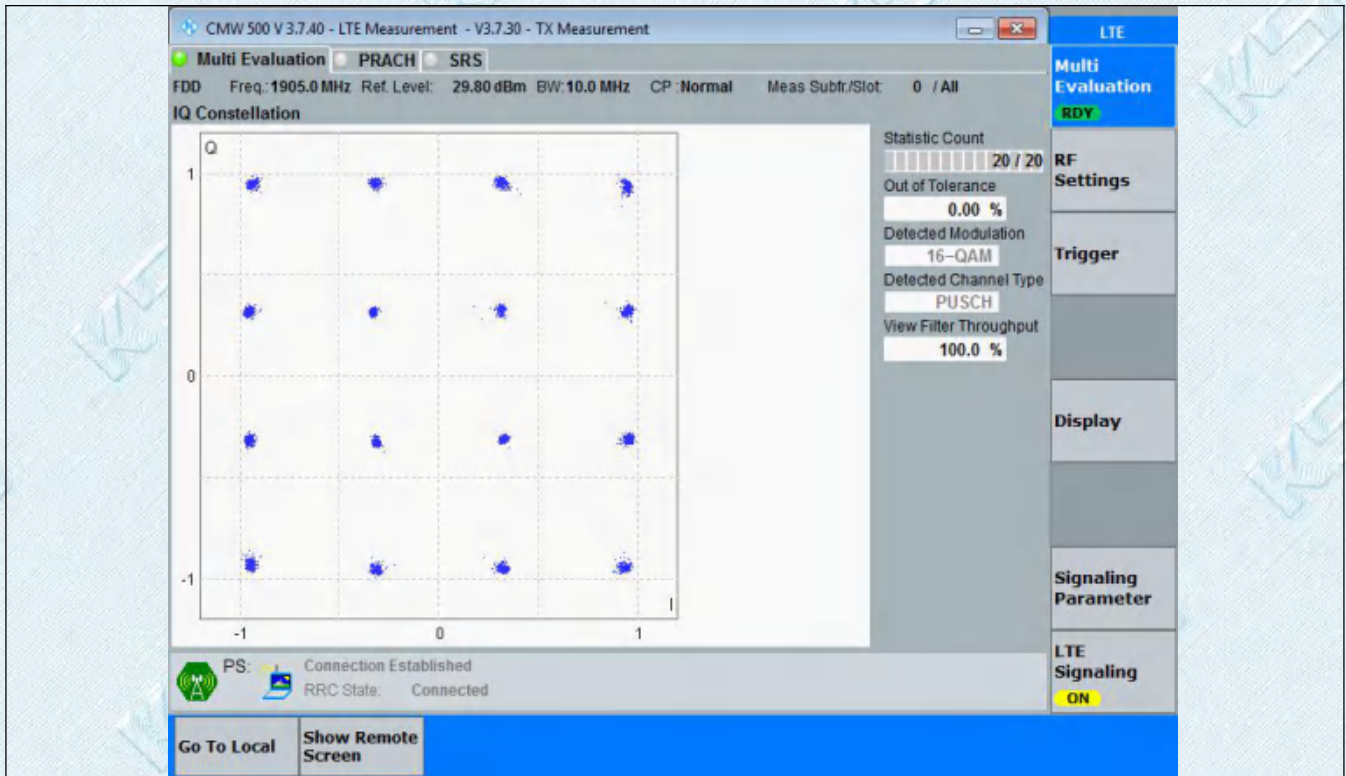 CMW 500 V 3.7.40 - LTE Measurement - V3.7.30 - TX Measurement
LTE
Multi Evaluation PRACH SRS
FDD Freq.: 1905.0 MHz Ref. Level: 29.80 dBm BW: 10.0 MHz CP : Normal Meas Subfr./Slot: 0 / All
IQ Constellation
Q
1
0
-1
I
-1 0 1
Statistic Count
20 / 20
Out of Tolerance
0.00 %
Detected Modulation
16-QAM
Detected Channel Type
PUSCH
View Filter Throughput
100.0 %
Multi
Evaluation
RDY
RF
Settings
Trigger
Display
Signaling
Parameter
LTE
Signaling
ON
PS: Connection Established
RRC State: Connected
Go To Local
Show Remote
Screen